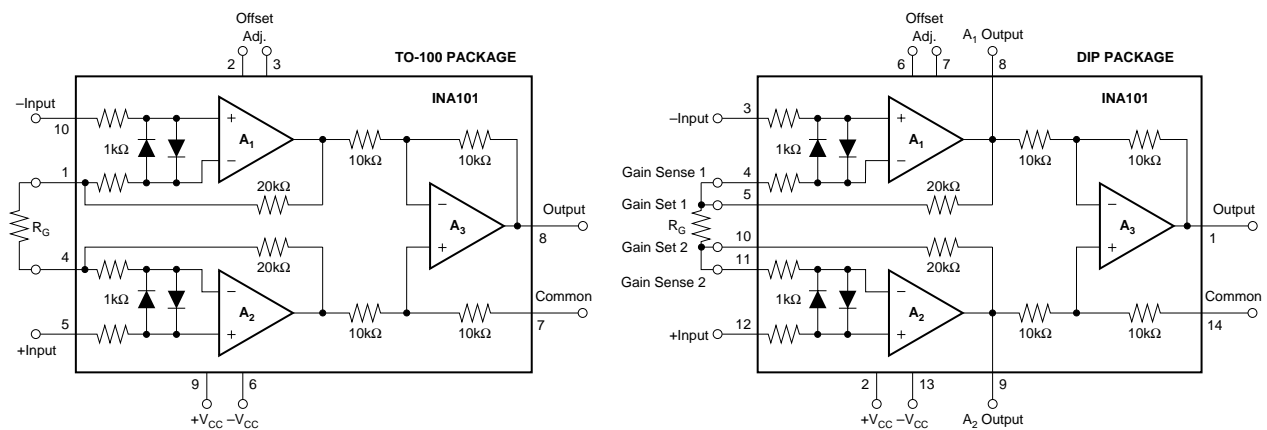 Offset
Adj.
2
3
TO-100 PACKAGE
INA101
–Input
10
1kΩ
A1
+
–
10kΩ
10kΩ
1
20kΩ
RG
–
A3
+
Output
8
4
20kΩ
1kΩ
–
A2
+
10kΩ
10kΩ
Common
7
5
+Input
9
6
+VCC –VCC
Offset
Adj.
6
7
A1 Output
8
DIP PACKAGE
INA101
–Input
3
1kΩ
A1
+
–
10kΩ
10kΩ
Gain Sense 1
4
Gain Set 1
5
20kΩ
RG
–
A3
+
Output
1
Gain Set 2
10
20kΩ
Gain Sense 2
11
1kΩ
–
A2
+
10kΩ
10kΩ
Common
14
+Input
12
2
13
9
+VCC –VCC
A2 Output